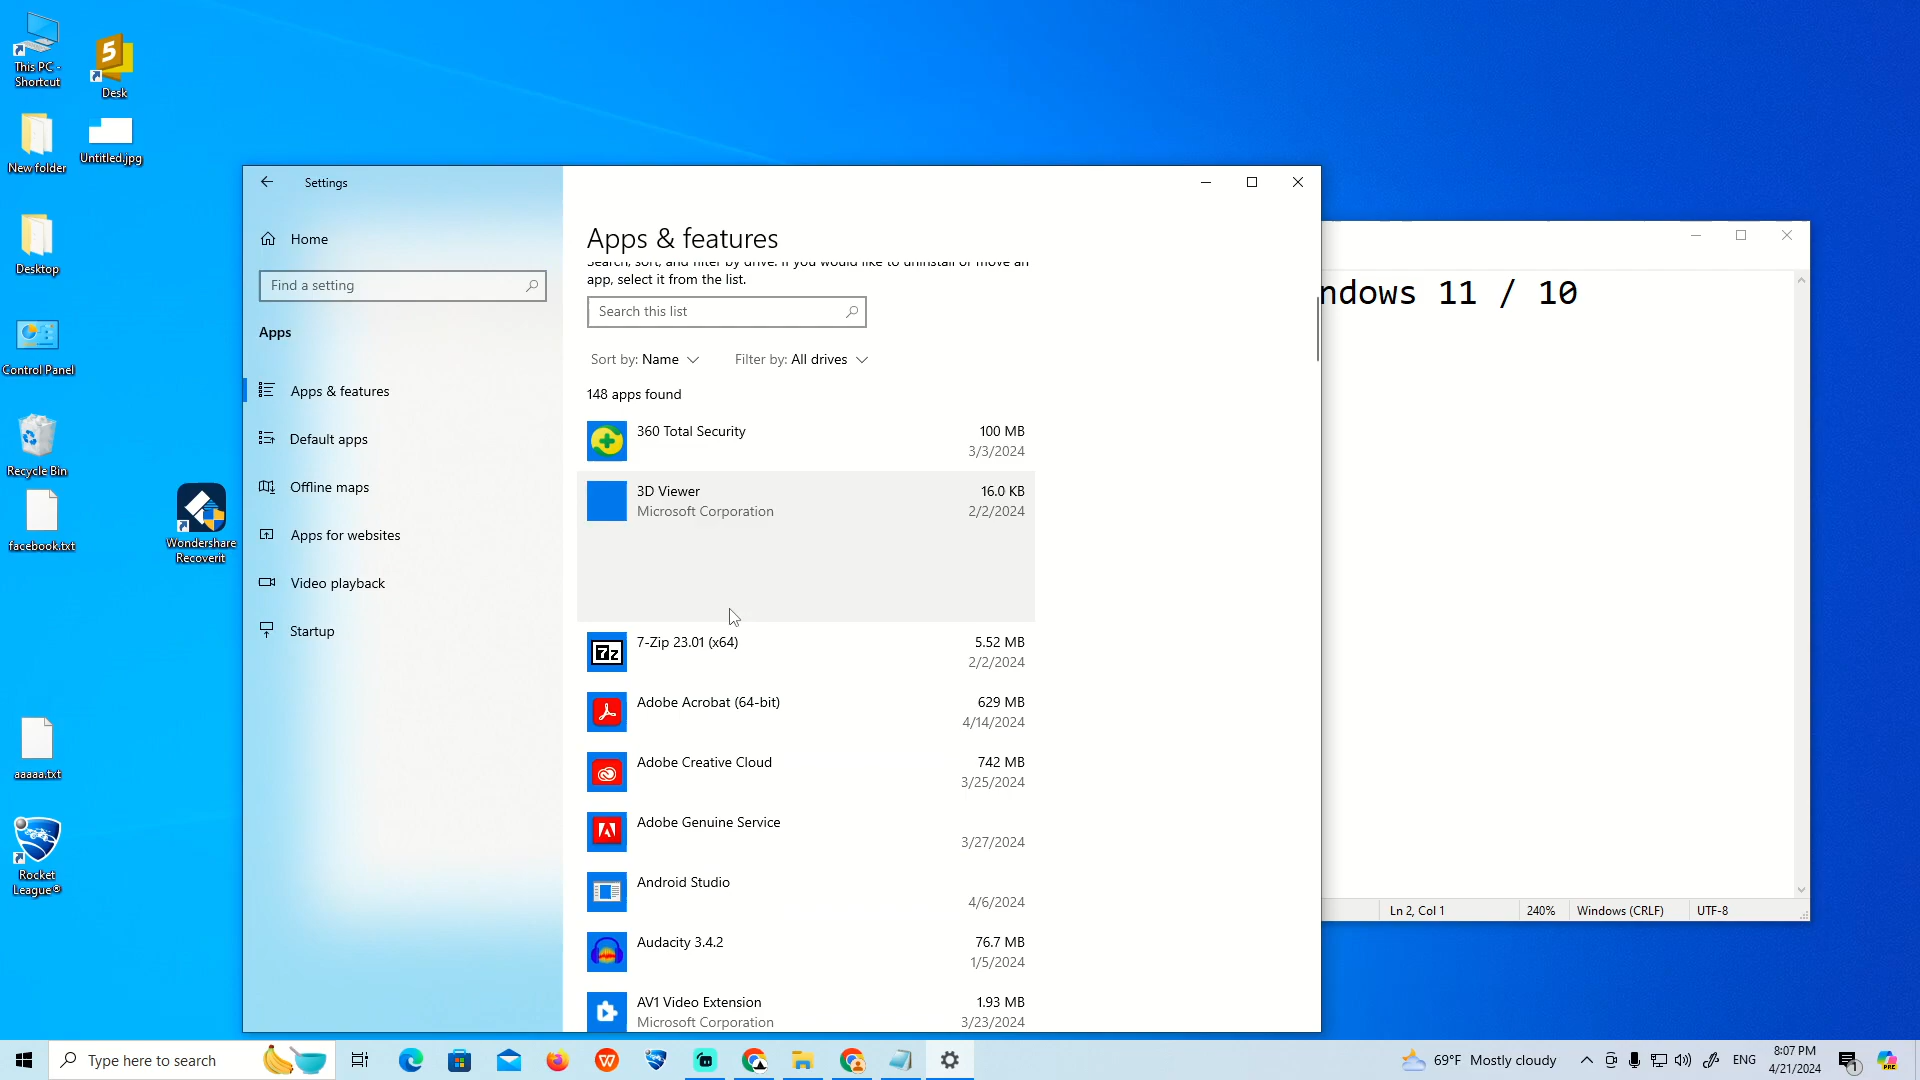 This PC -
Shortcut
Desk
New folder
Untitled.jpg
Desktop
Control Panel
Recycle Bin
facebook.txt
Wondershare
Recoverit
aaaaa.txt
Rocket
League®
Settings
Home
Find a setting
Apps
Apps & features
Default apps
Offline maps
Apps for websites
Video playback
Startup
Apps & features
Search, sort, and filter by drive. If you would like to uninstall or move an
app, select it from the list.
Search this list
Sort by: Name
Filter by: All drives
148 apps found
360 Total Security
100 MB
3/3/2024
3D Viewer
16.0 KB
Microsoft Corporation
2/2/2024
7-Zip 23.01 (x64)
5.52 MB
2/2/2024
Adobe Acrobat (64-bit)
629 MB
4/14/2024
Adobe Creative Cloud
742 MB
3/25/2024
Adobe Genuine Service
3/27/2024
Android Studio
4/6/2024
Audacity 3.4.2
76.7 MB
1/5/2024
AV1 Video Extension
1.93 MB
Microsoft Corporation
3/23/2024
ndows 11 / 10
Ln 2, Col 1
240%
Windows (CRLF)
UTF-8
Type here to search
69°F Mostly cloudy
ENG
8:07 PM
4/21/2024
1
PRE